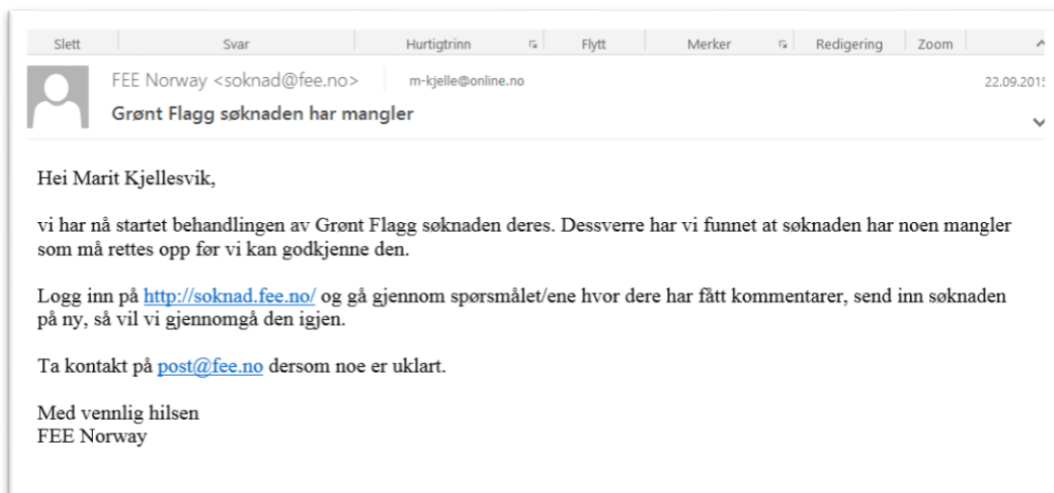 Slett Svar Hurtigtrinn Flytt Merker Redigering Zoom
FEE Norway <soknad@fee.no> m-kjelle@online.no 22.09.2015
Grønt Flagg søknaden har mangler
Hei Marit Kjellesvik,
vi har nå startet behandlingen av Grønt Flagg søknaden deres. Dessverre har vi funnet at søknaden har noen mangler
som må rettes opp før vi kan godkjenne den.
Logg inn på http://soknad.fee.no/ og gå gjennom spørsmålet/ene hvor dere har fått kommentarer, send inn søknaden
på ny, så vil vi gjennomgå den igjen.
Ta kontakt på post@fee.no dersom noe er uklart.
Med vennlig hilsen
FEE Norway